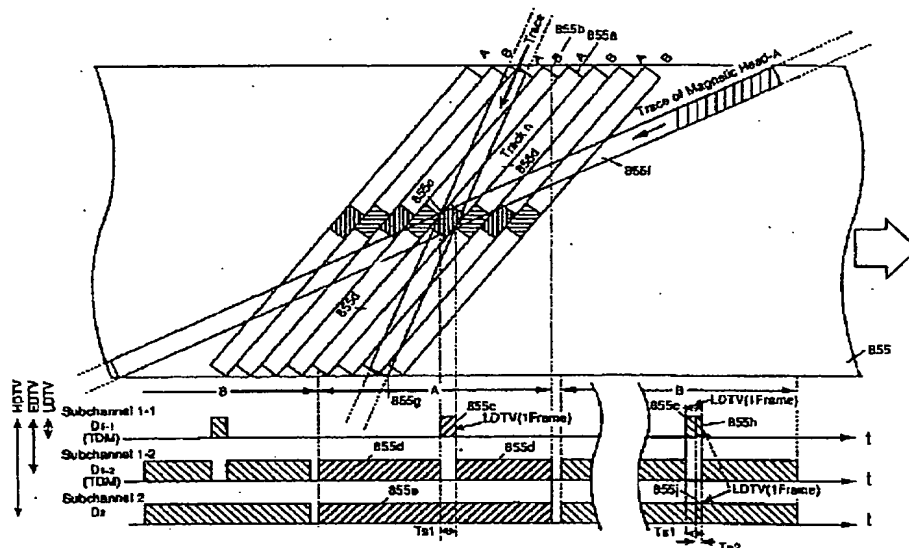 Trace
855b
855a
A
B
A
B
A
B
A
B
Trace of Magnetic Head-A
Track n
855d
855f
855d
855g
855
B
A
B
HDTV
EDTV
LDTV
Subchannel 1-1
D1-1
(TDM)
855c
LDTV(1Frame)
855c
LDTV(1Frame)
855h
t
Subchannel 1-2
D1-2
(TDM)
855d
855d
t
Subchannel 2
D2
855e
855j
LDTV(1Frame)
t
Ts1
Ts1
Ts2